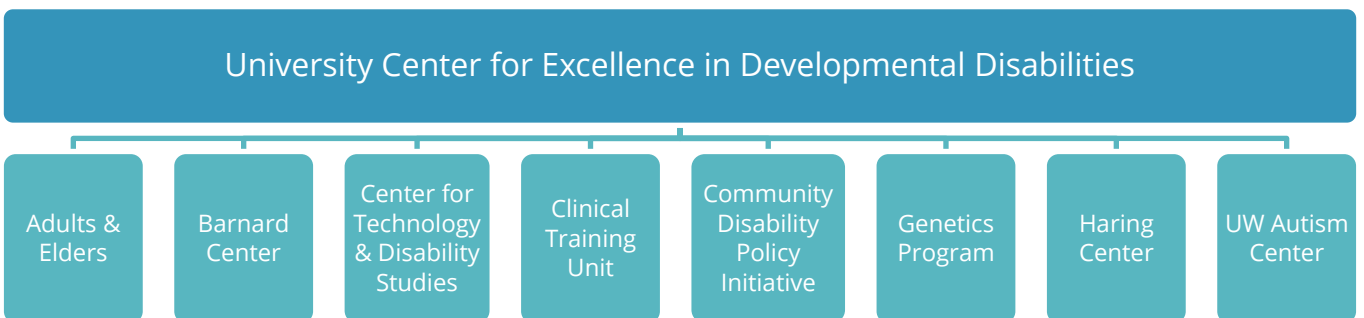 University Center for Excellence in Developmental Disabilities
Adults &
Elders
Barnard
Center
Center for
Technology
& Disability
Studies
Clinical
Training
Unit
Community
Disability
Policy
Initiative
Genetics
Program
Haring
Center
UW Autism
Center